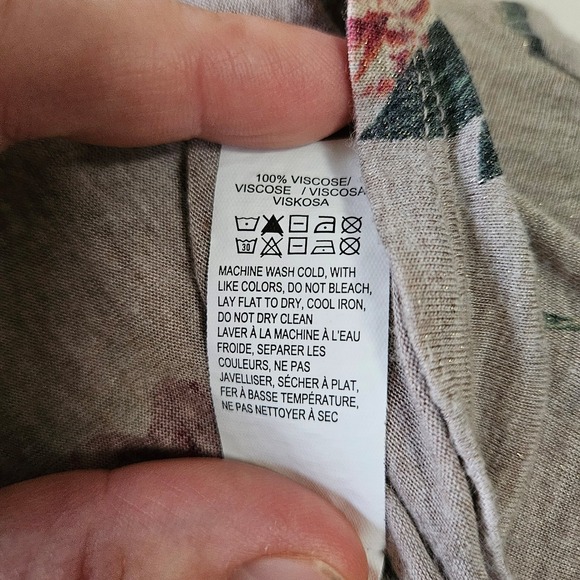 100% VISCOSE/
VISCOSE / VISCOSA
VISKOSA
30
MACHINE WASH COLD, WITH
LIKE COLORS, DO NOT BLEACH,
LAY FLAT TO DRY, COOL IRON,
DO NOT DRY CLEAN
LAVER À LA MACHINE À L'EAU
FROIDE, SEPARER LES
COULEURS, NE PAS
JAVELLISER, SÉCHER À PLAT,
FER À BASSE TEMPÉRATURE,
NE PAS NETTOYER À SEC